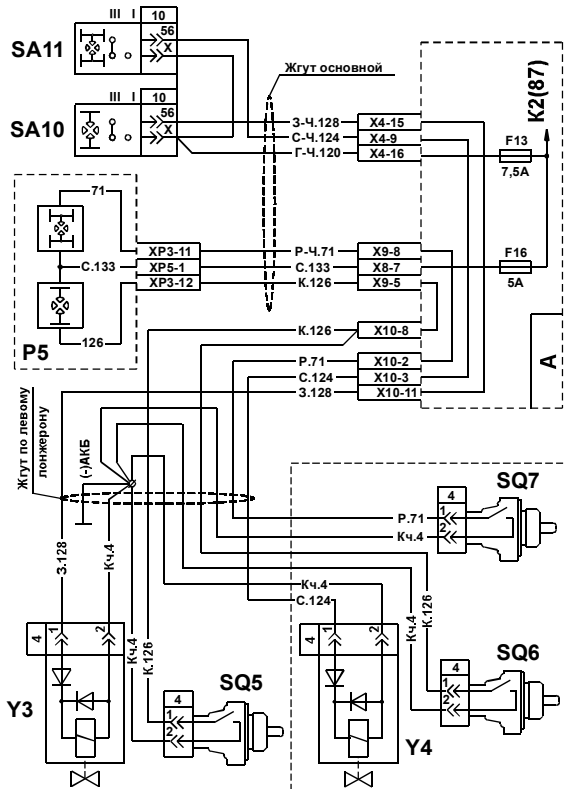 III I 10
SA11
56
X
III I 10
SA10
56
X
Жгут основной
З-Ч.128 X4-15
С-Ч.124 X4-9
Г-Ч.120 X4-16
F13
7,5А
К2(87)
71
С.133
126
P5
XP3-11
XP5-1
XP3-12
Р-Ч.71 X9-8
С.133 X8-7
К.126 X9-5
F16
5А
К.126 X10-8
Р.71 X10-2
С.124 X10-3
З.128 X10-11
А
Жгут по левому
лонжерону
(-)АКБ
SQ7
4
Р.71 1
Кч.4 2
З.128
Кч.4
Кч.4
С.124
Кч.4
К.126
Кч.4
К.126
4 1 2
Y3
SQ5
4
1
2
4 1 2
Y4
SQ6
4
1
2